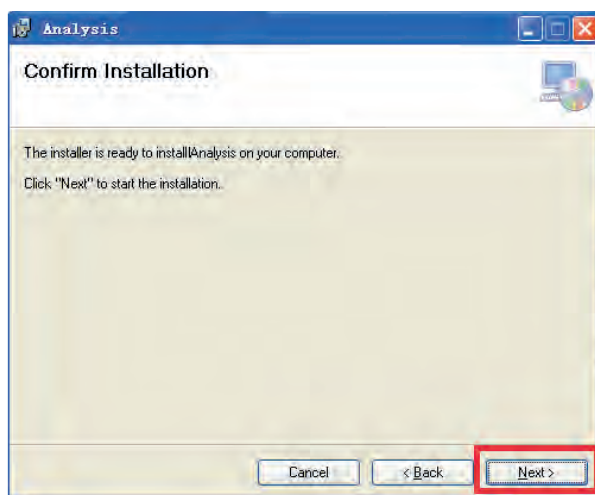 Analysis
Confirm Installation
The installer is ready to installAnalysis on your computer.
Click "Next" to start the installation.
Cancel
< Back
Next >